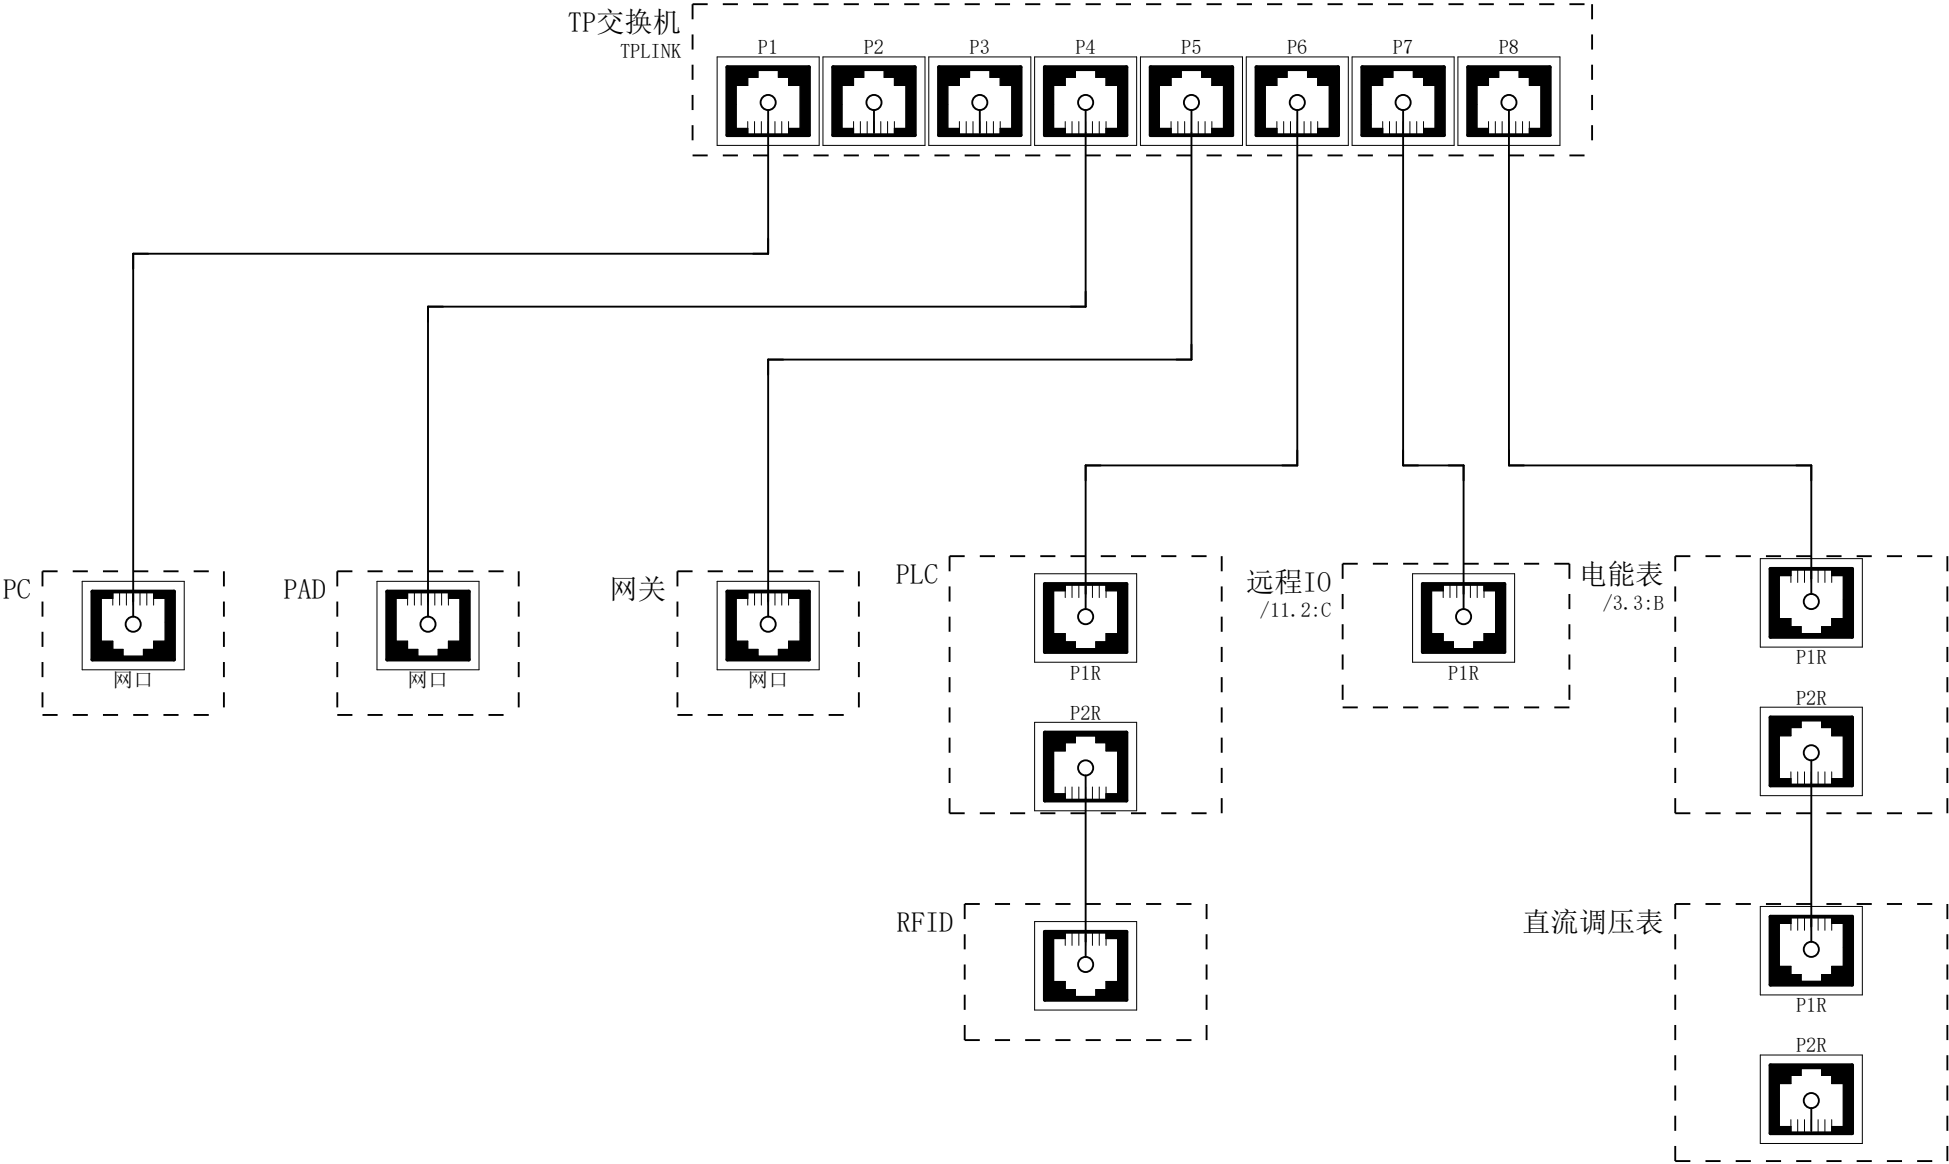 TP交换机
TPLINK
P1 P2 P3 P4 P5 P6 P7 P8
PC
网口
PAD
网口
网关
网口
PLC
P1R
P2R
远程IO
/11.2:C
P1R
电能表
/3.3:B
P1R
P2R
RFID
直流调压表
P1R
P2R